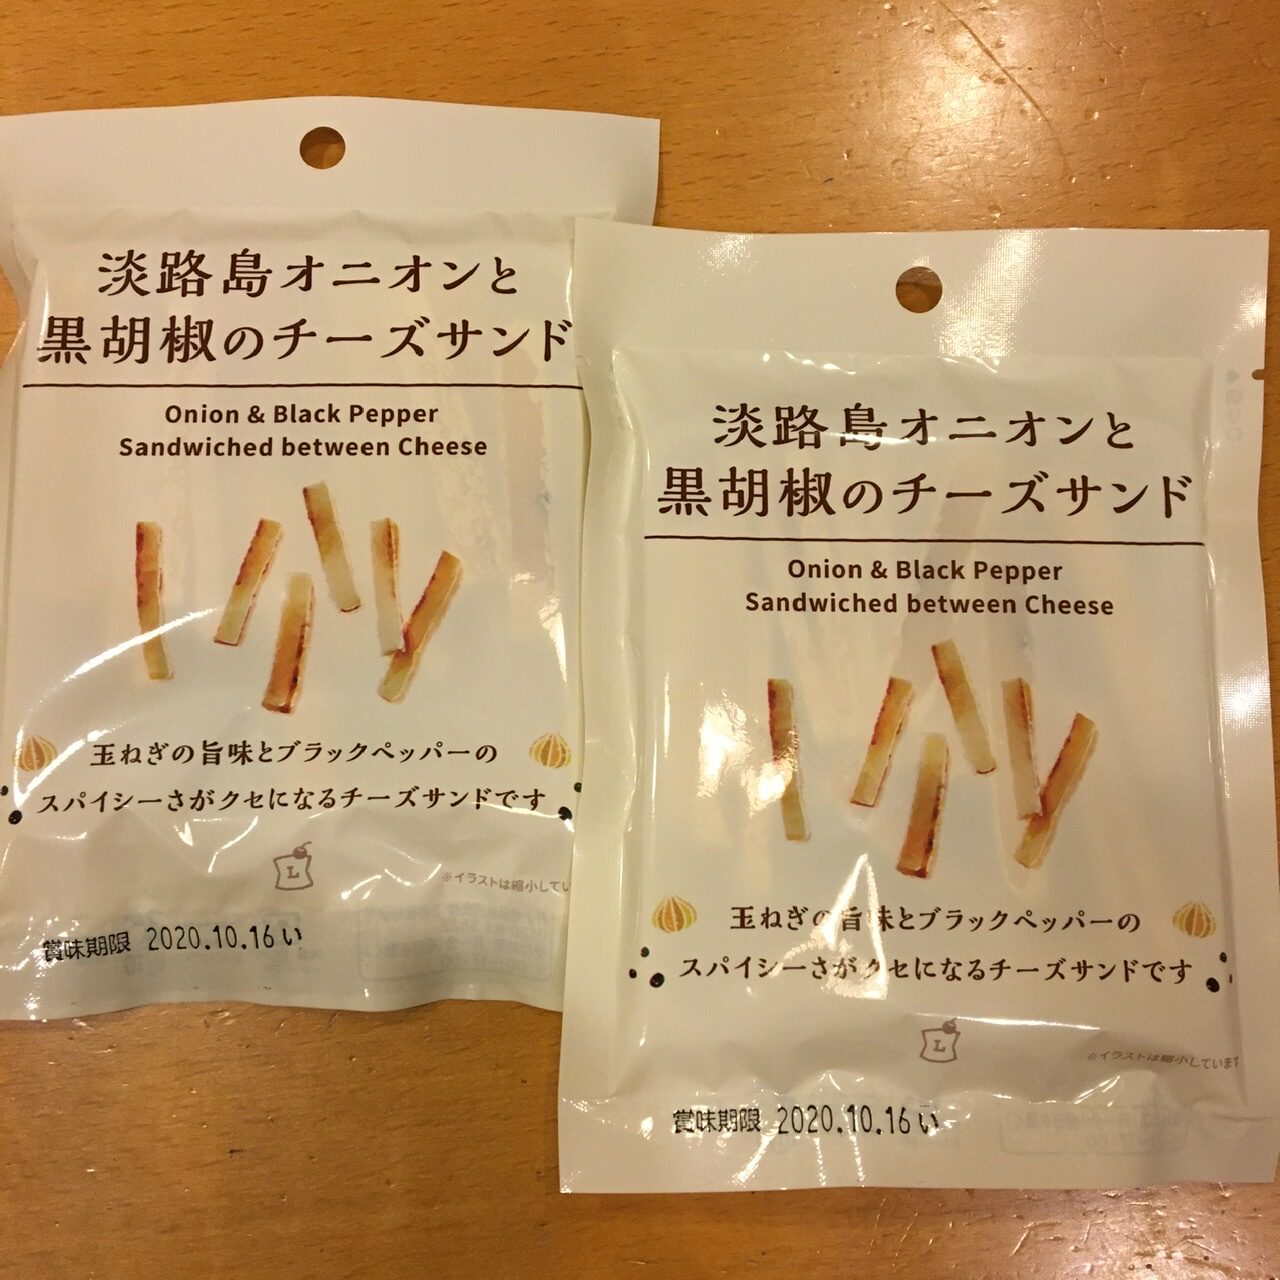 淡路島オニオンと
黒胡椒のチーズサンド
Onion & Black Pepper
Sandwiched between Cheese
玉ねぎの旨味とブラックペッパーの
スパイシーさがクセになるチーズサンドです
L
※イラストは縮小してい
賞味期限 2020.10.16 い
淡路島オニオンと
黒胡椒のチーズサンド
Onion & Black Pepper
Sandwiched between Cheese
玉ねぎの旨味とブラックペッパーの
スパイシーさがクセになるチーズサンドです
L
※イラストは縮小しています
賞味期限 2020.10.16 い